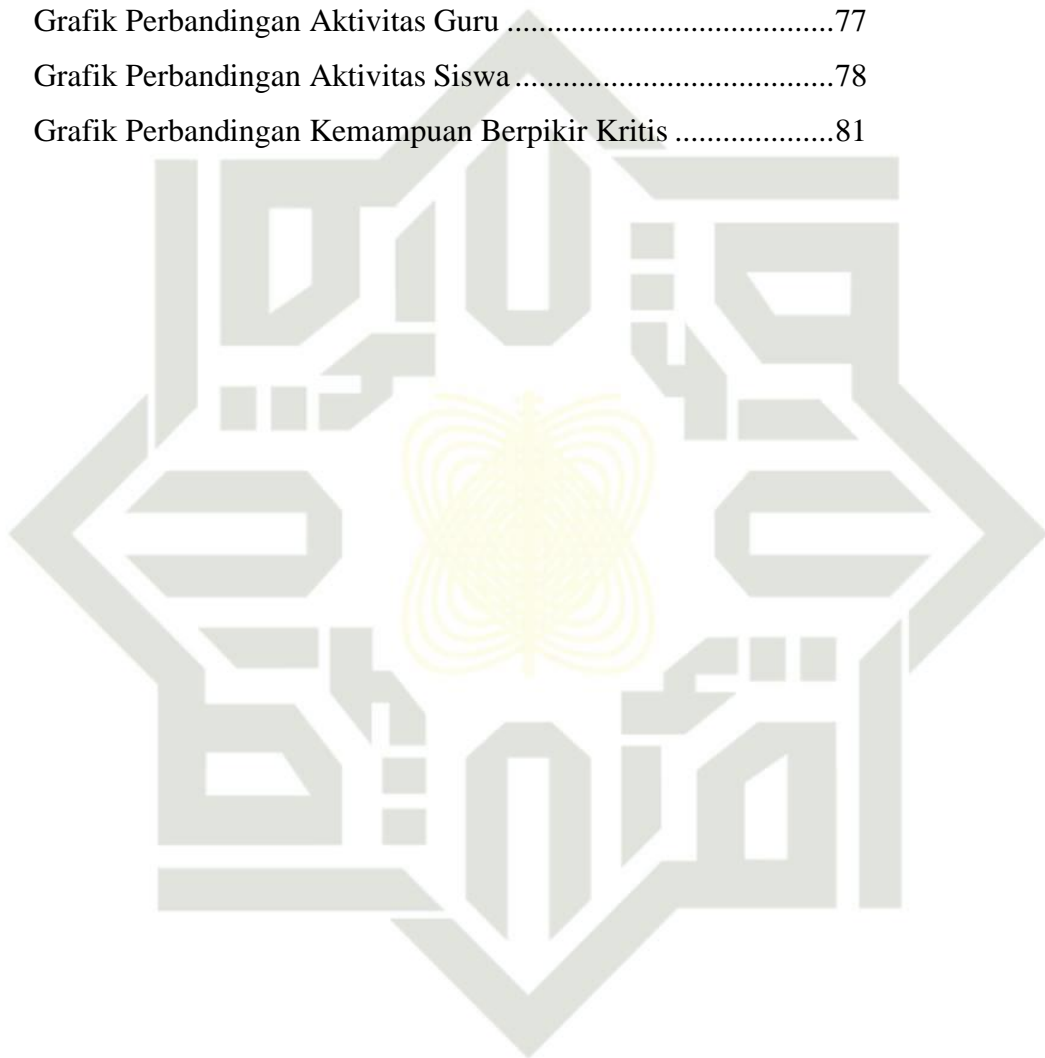 Grafik Perbandingan Aktivitas Guru .........................................77
Grafik Perbandingan Aktivitas Siswa ........................................78
Grafik Perbandingan Kemampuan Berpikir Kritis ....................81